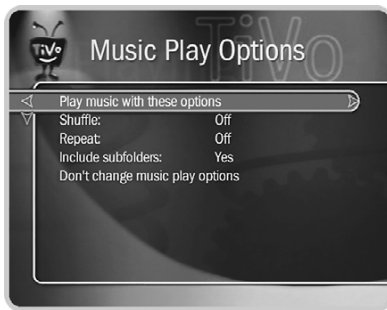 TiVo
TiVo
Music Play Options
Play music with these options
Shuffle: Off
Repeat: Off
Include subfolders: Yes
Don't change music play options